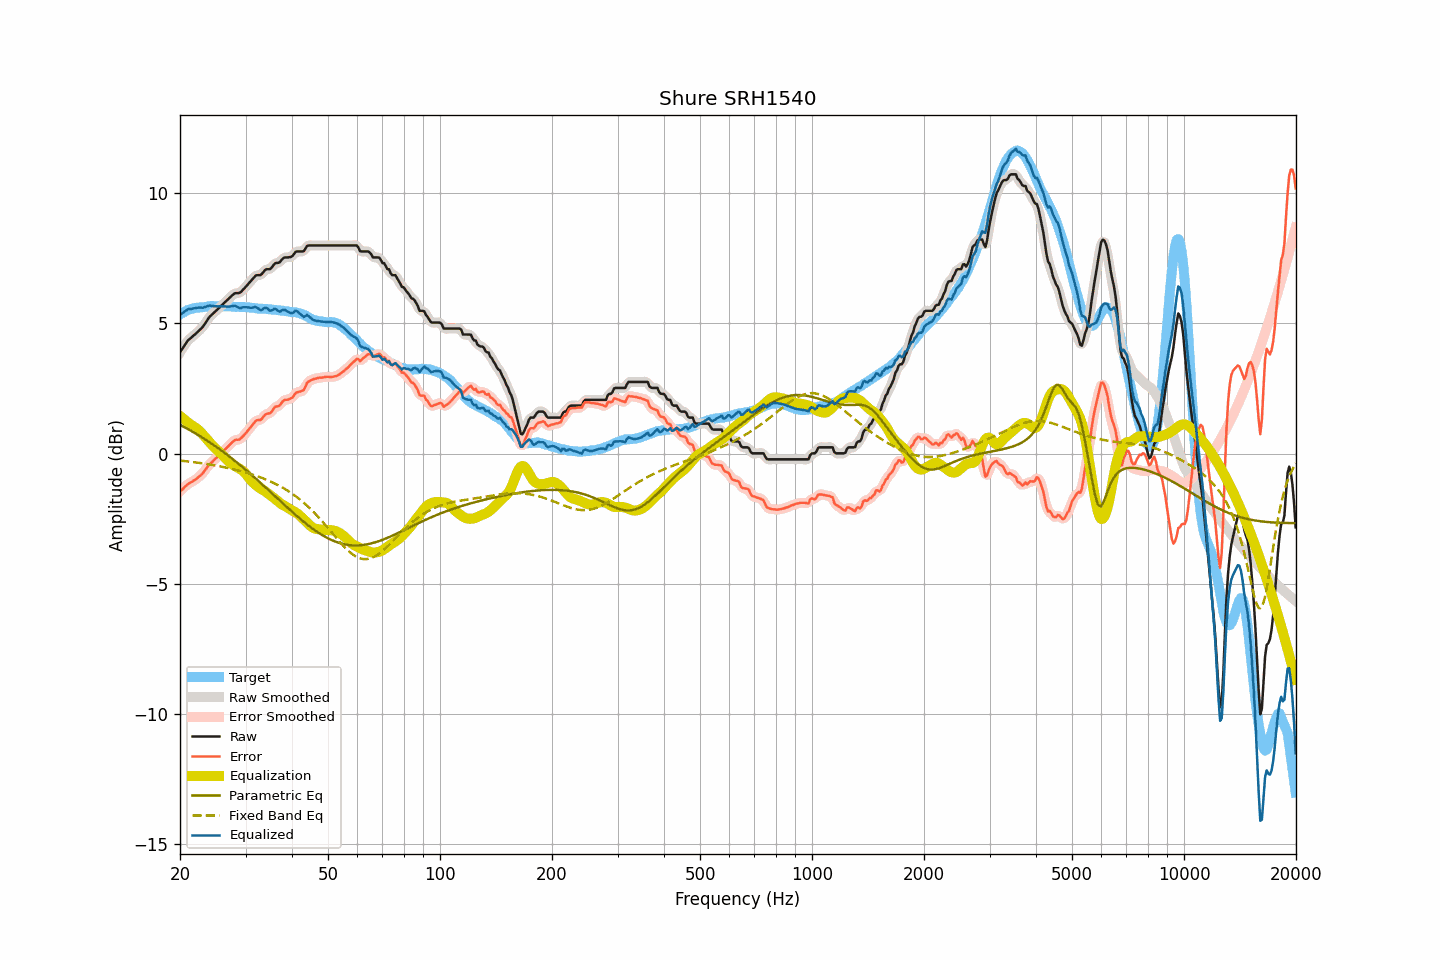 Shure SRH1540
10
5
0
−5
−10
−15
Amplitude (dBr)
Target
Raw Smoothed
Error Smoothed
Raw
Error
Equalization
Parametric Eq
Fixed Band Eq
Equalized
20 50 100 200 500 1000 2000 5000 10000 20000
Frequency (Hz)